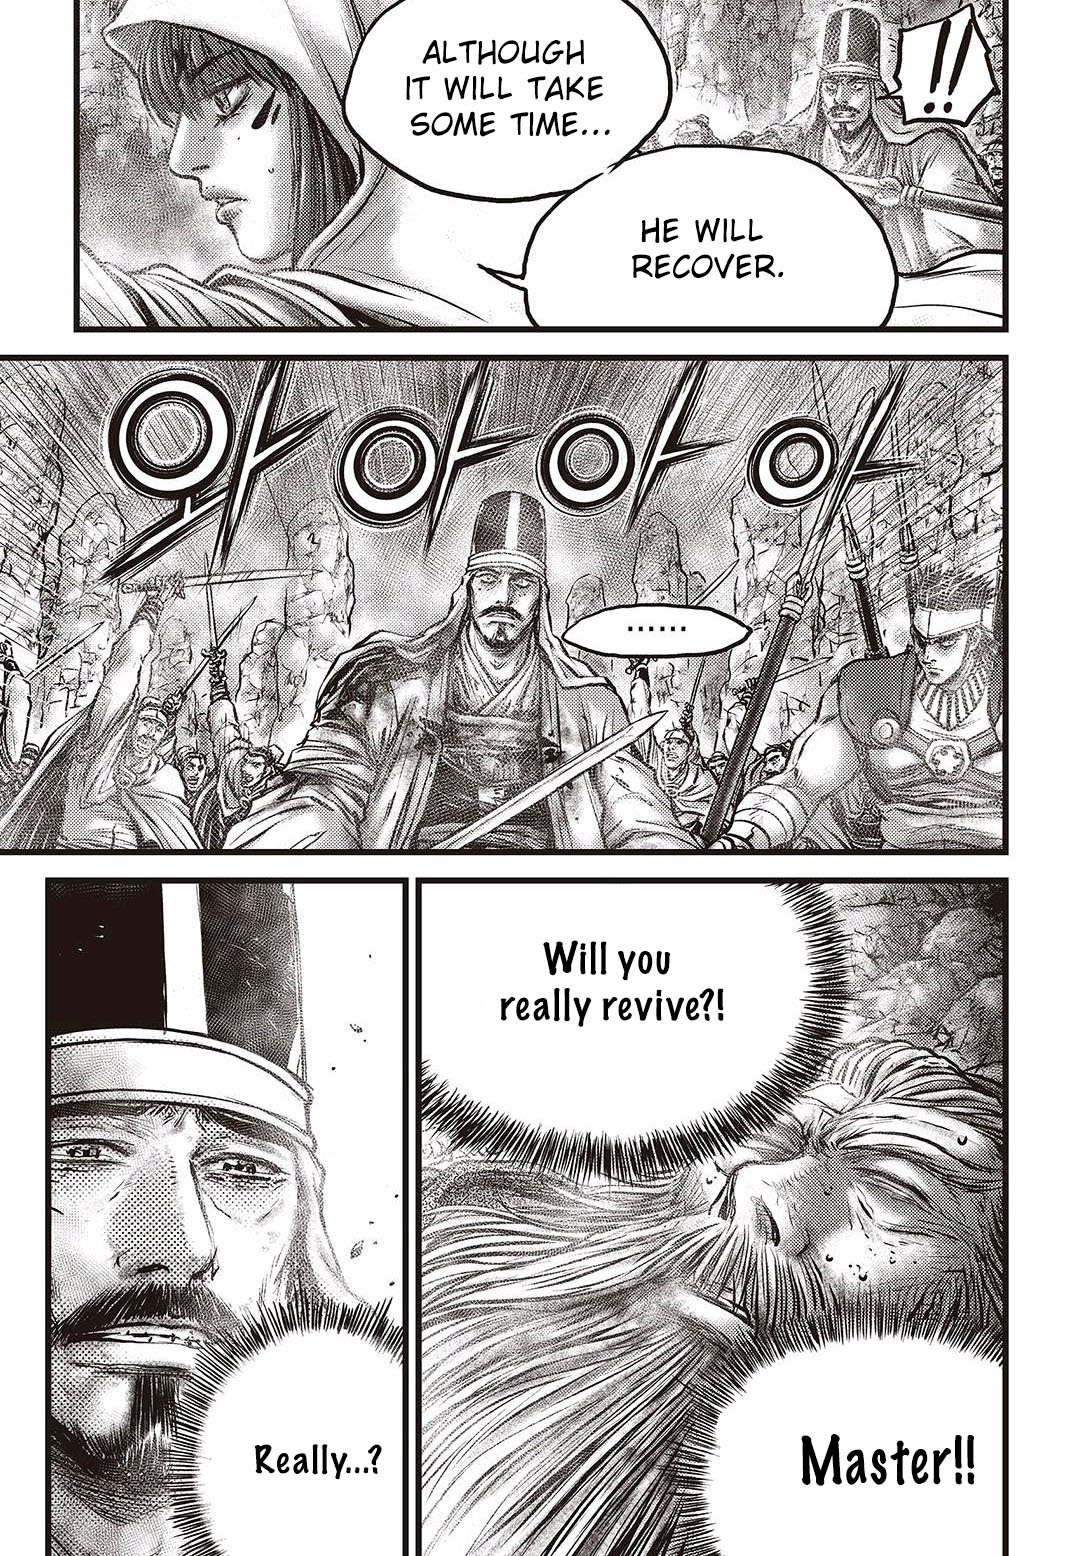 ALTHOUGH
IT WILL TAKE
SOME TIME...
!!
HE WILL
RECOVER.
와아아아
......
Will you
really revive?!
Master!!
Really...?